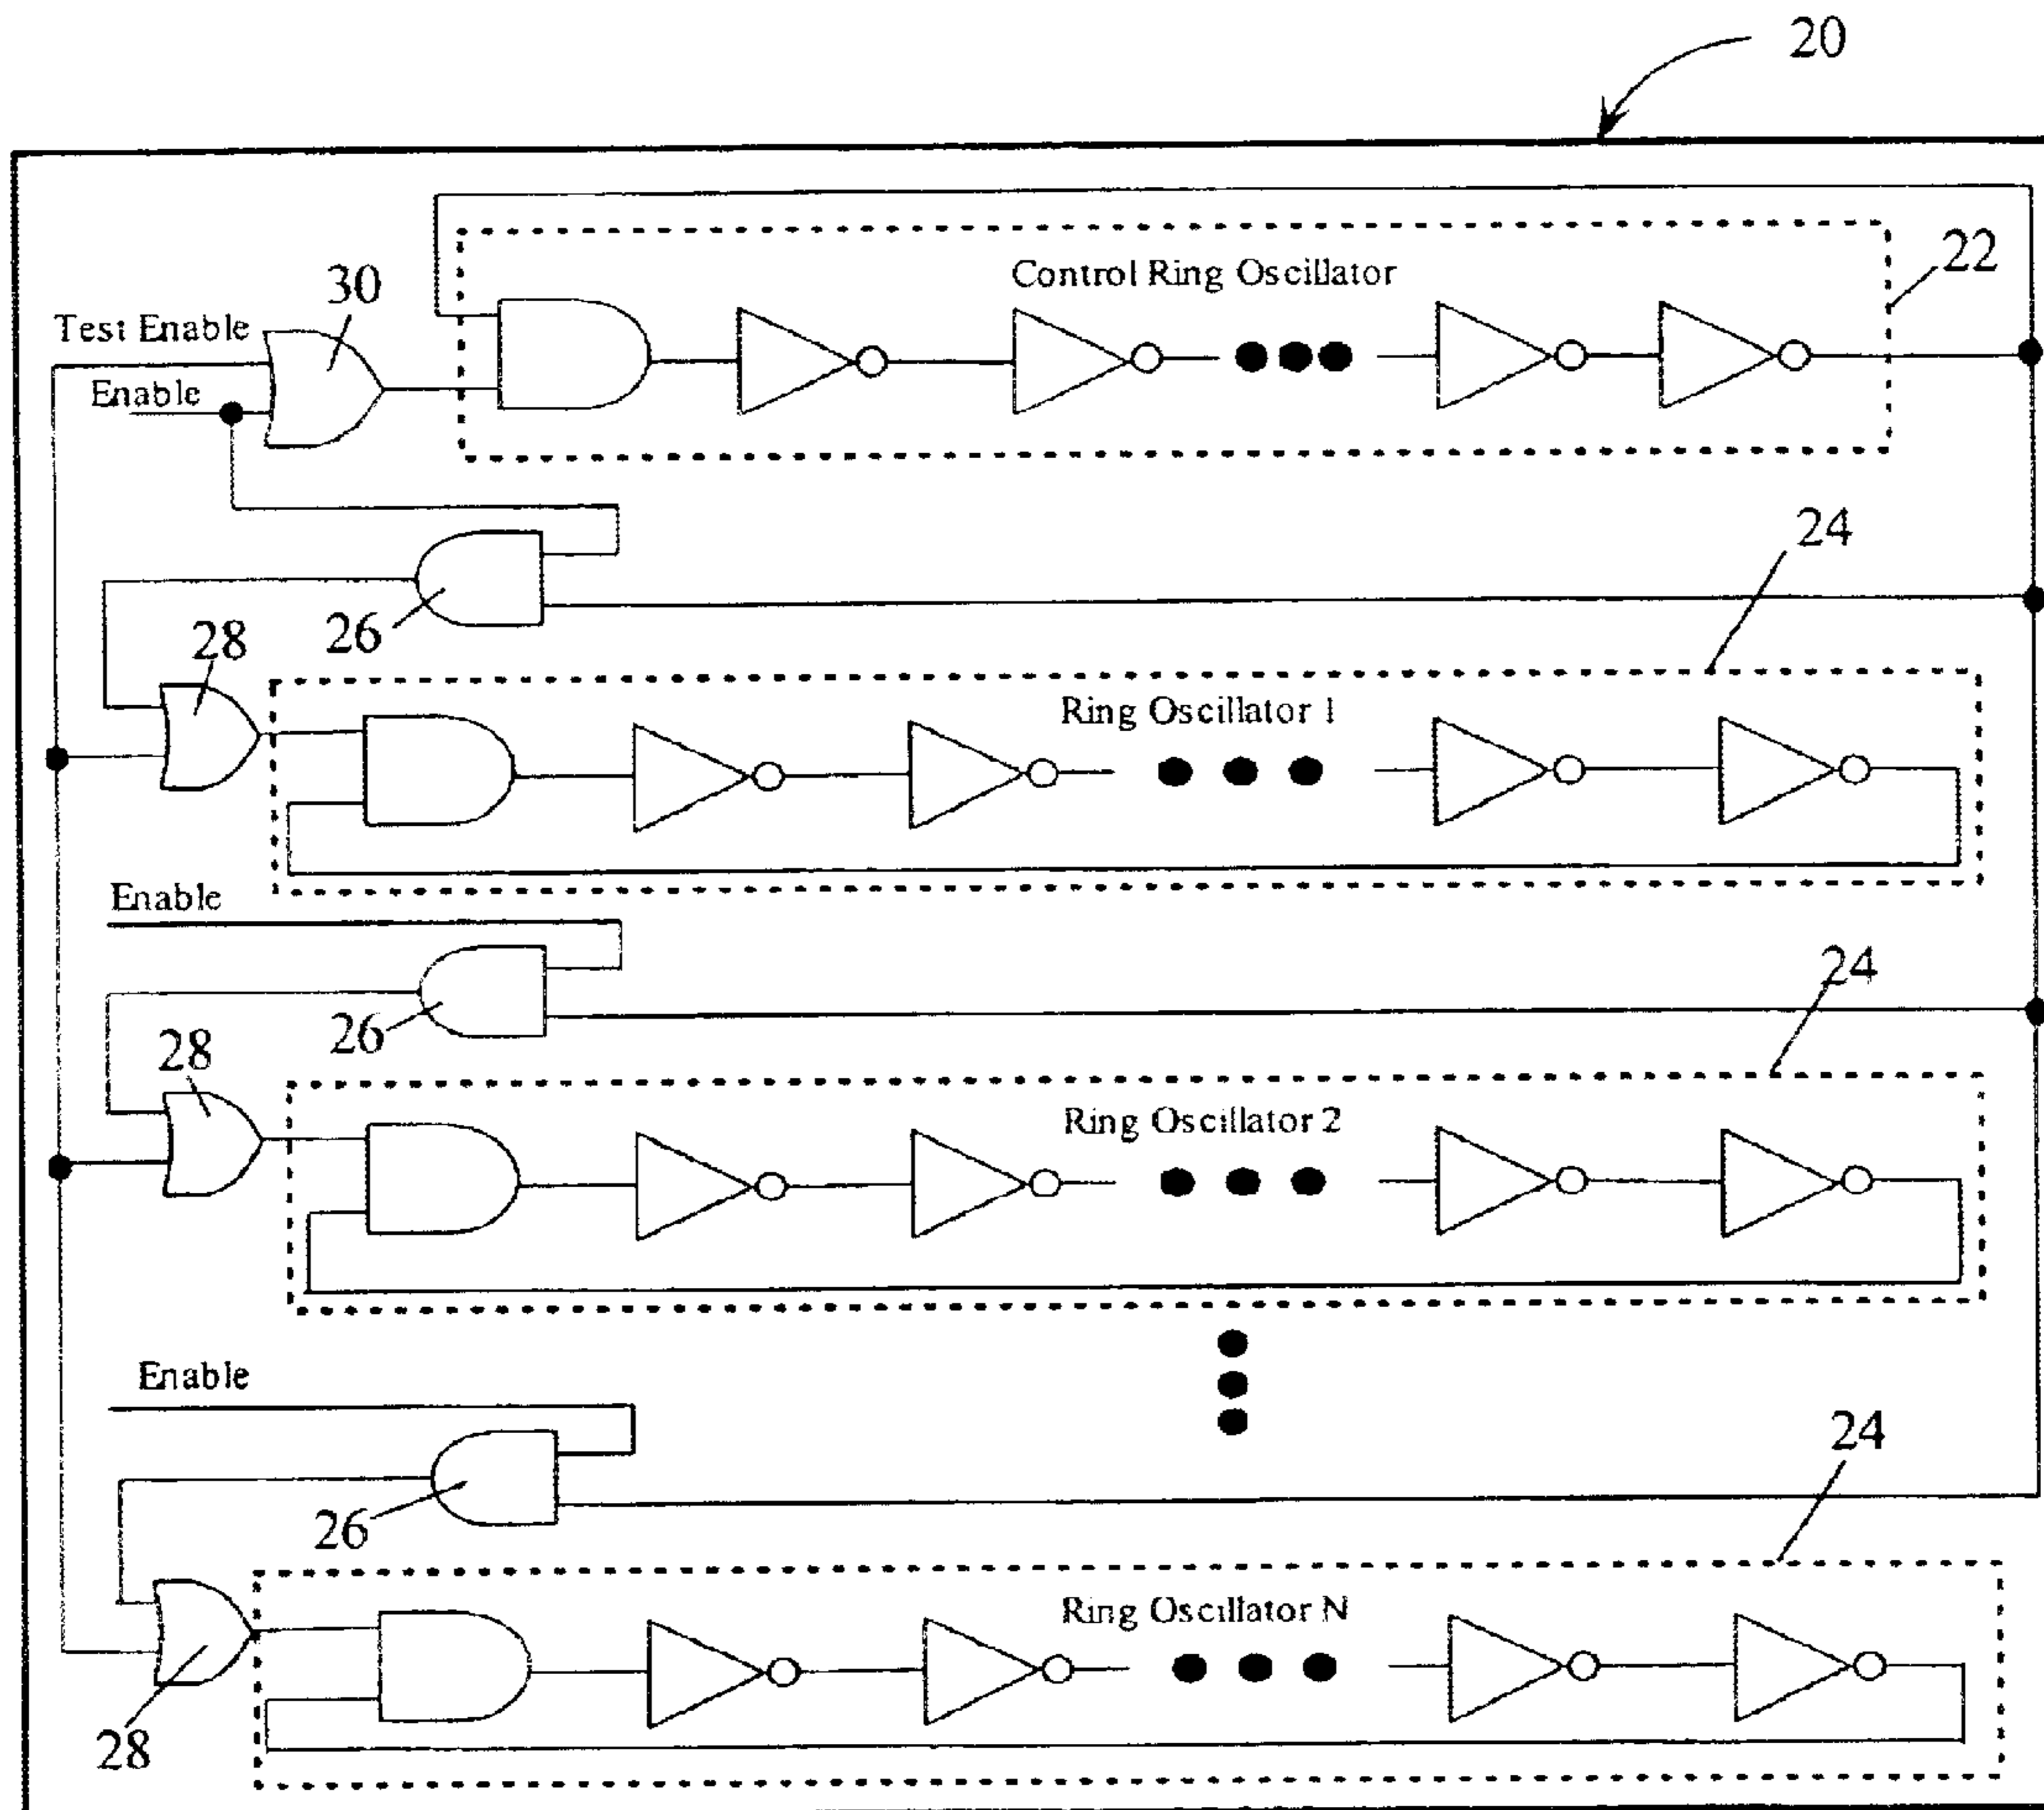 20
Control Ring Oscillator
22
30
Test Enable
Enable
24
26
28
Ring Oscillator 1
Enable
24
26
28
Ring Oscillator 2
Enable
24
26
Ring Oscillator N
28